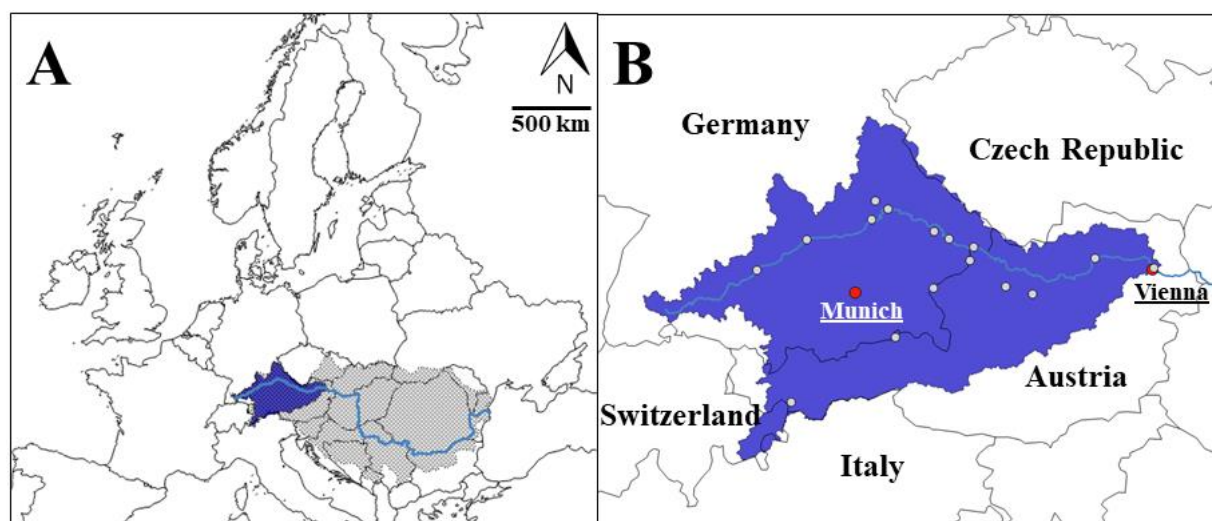 A
N
500 km
B
Germany
Czech Republic
Munich
Vienna
Austria
Switzerland
Italy